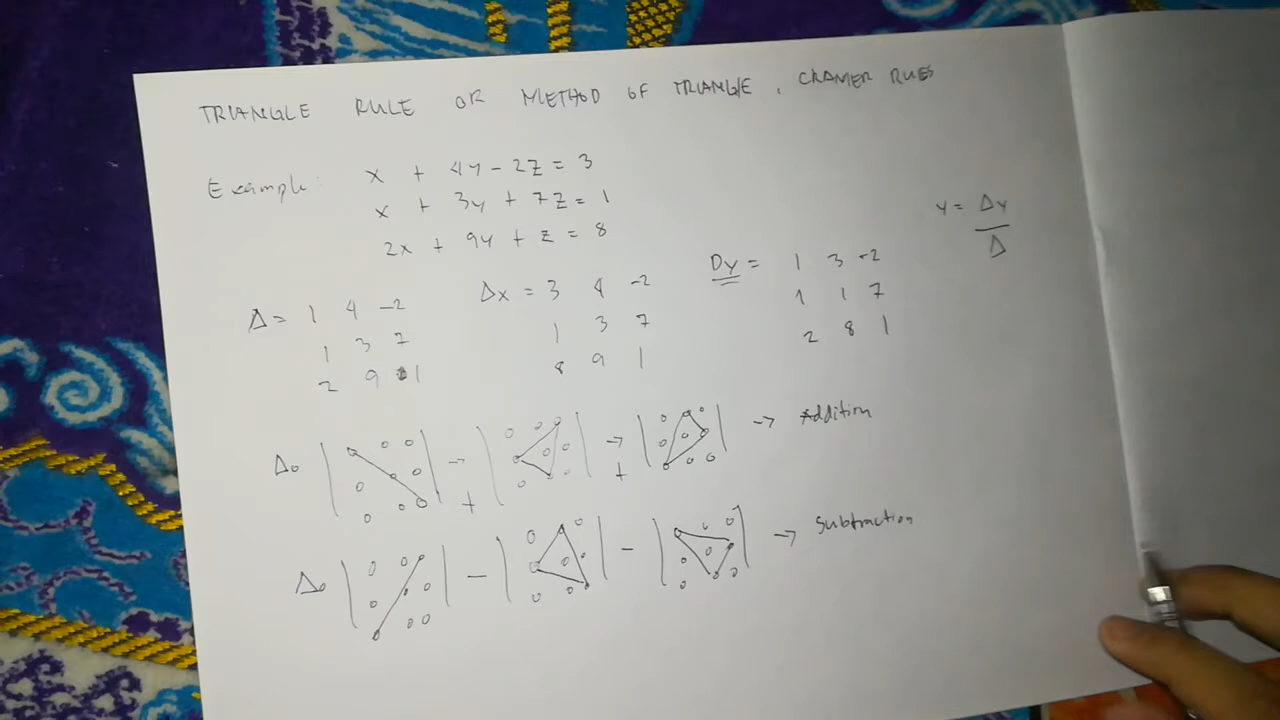 TRIANGLE RULE OR METHOD OF TRIANGLE, CRAMER RULES
Example: x + 4y - 2z = 3
x + 3y + 7z = 1
2x + 9y + z = 8
y = Δy / Δ
Δ = 1 4 -2
1 3 7
2 9 1
Δx = 3 4 -2
1 3 7
8 9 1
Dy = 1 3 -2
1 1 7
2 8 1
Δ0 + → + → Addition
Δ0 - - → Subtraction